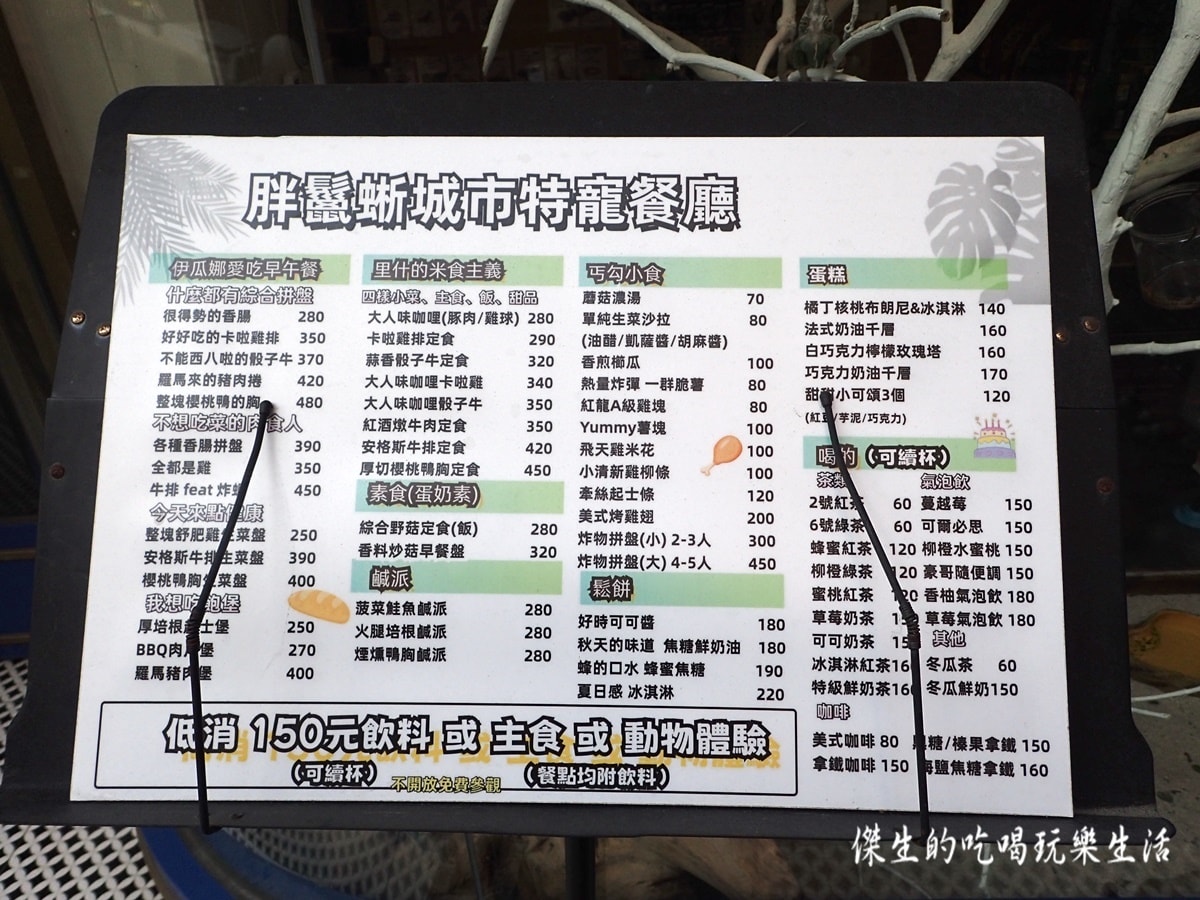 胖鬣蜥城市特寵餐廳
伊瓜娜愛吃早午餐
什麼都有綜合拼盤
很得勢的香腸 280
好好吃的卡啦雞排 350
不能西八啦的骰子牛 370
羅馬來的豬肉捲 420
整塊櫻桃鴨的胸 480
不想吃菜的肉食人
各種香腸拼盤 390
全都是雞 350
牛排 feat 炸蝦 450
今天來點健康
整塊舒肥雞生菜盤 250
安格斯牛排生菜盤 390
櫻桃鴨胸生菜盤 400
我想吃飽堡
厚培根起士堡 250
BBQ肉片堡 270
羅馬豬肉堡 400
里什的米食主義
四樣小菜、主食、飯、甜品
大人味咖哩(豚肉/雞球) 280
卡啦雞排定食 290
蒜香骰子牛定食 320
大人味咖哩卡啦雞 340
大人味咖哩骰子牛 350
紅酒燉牛肉定食 350
安格斯牛排定食 420
厚切櫻桃鴨胸定食 450
素食(蛋奶素)
綜合野菇定食(飯) 280
香料炒菇早餐盤 320
鹹派
菠菜鮭魚鹹派 280
火腿培根鹹派 280
煙燻鴨胸鹹派 280
丐勾小食
蘑菇濃湯 70
單純生菜沙拉 80
(油醋/凱薩醬/胡麻醬)
香煎櫛瓜 100
熱量炸彈 一群脆薯 80
紅龍A級雞塊 80
Yummy薯塊 100
飛天雞米花 100
小清新雞柳條 100
牽絲起士條 120
美式烤雞翅 200
炸物拼盤(小) 2-3人 300
炸物拼盤(大) 4-5人 450
鬆餅
好時可可醬 180
秋天的味道 焦糖鮮奶油 180
蜂的口水 蜂蜜焦糖 190
夏日感 冰淇淋 220
蛋糕
橘丁核桃布朗尼&冰淇淋 140
法式奶油千層 160
白巧克力檸檬玫瑰塔 160
巧克力奶油千層 170
甜甜小可頌3個 120
(紅豆/芋泥/巧克力)
喝的 (可續杯)
茶類
2號紅茶 60
6號綠茶 60
蜂蜜紅茶 120
柳橙綠茶 120
蜜桃紅茶 120
草莓奶茶
可可奶茶
冰淇淋紅茶160
特級鮮奶茶160
氣泡飲
蔓越莓 150
可爾必思 150
柳橙水蜜桃 150
豪哥隨便調 150
香柚氣泡飲 180
草莓氣泡飲 180
其他
冬瓜茶 60
冬瓜鮮奶150
咖啡
美式咖啡 80 黑糖/榛果拿鐵 150
拿鐵咖啡 150 海鹽焦糖拿鐵 160
低消 150元飲料 或 主食 或 動物體驗
(可續杯) 不開放免費參觀 (餐點均附飲料)
傑生的吃喝玩樂生活